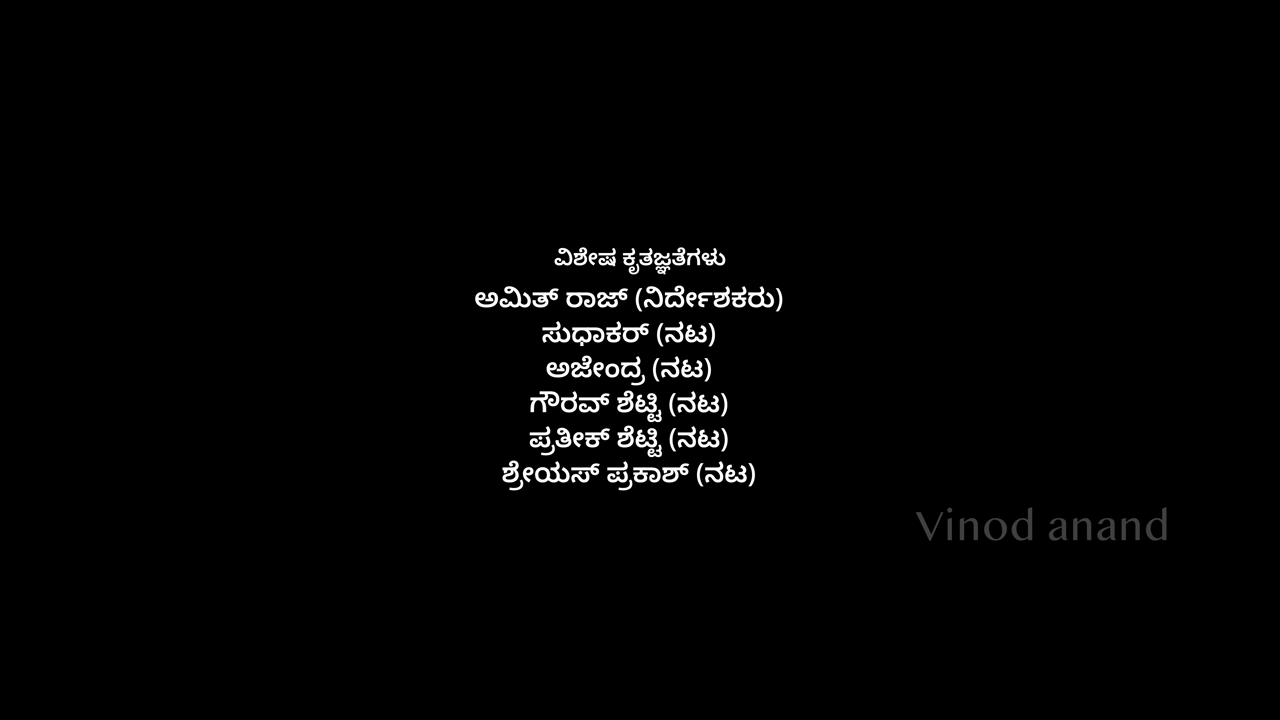 ವಿಶೇಷ ಕೃತಜ್ಞತೆಗಳು
ಅಮಿತ್ ರಾಜ್ (ನಿರ್ದೇಶಕರು)
ಸುಧಾಕರ್ (ನಟ)
ಅಜೇಂದ್ರ (ನಟ)
ಗೌರವ್ ಶೆಟ್ಟಿ (ನಟ)
ಪ್ರತೀಕ್ ಶೆಟ್ಟಿ (ನಟ)
ಶ್ರೇಯಸ್ ಪ್ರಕಾಶ್ (ನಟ)
Vinod anand